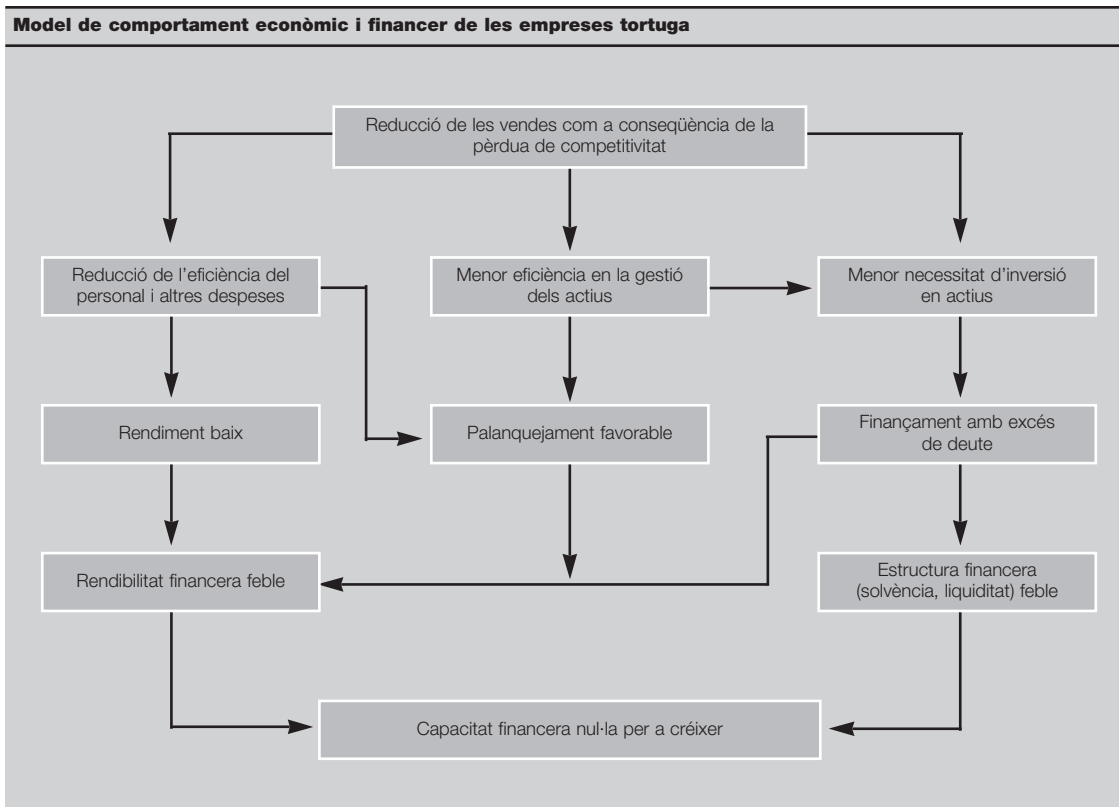 Model de comportament econòmic i financer de les empreses tortuga
Reducció de les vendes com a conseqüència de la
pèrdua de competitivitat
Reducció de l'eficiència del
personal i altres despeses
Menor eficiència en la gestió
dels actius
Menor necessitat d'inversió
en actius
Rendiment baix
Palanquejament favorable
Finançament amb excés
de deute
Rendibilitat financera feble
Estructura financera
(solvència, liquiditat) feble
Capacitat financera nul·la per a créixer